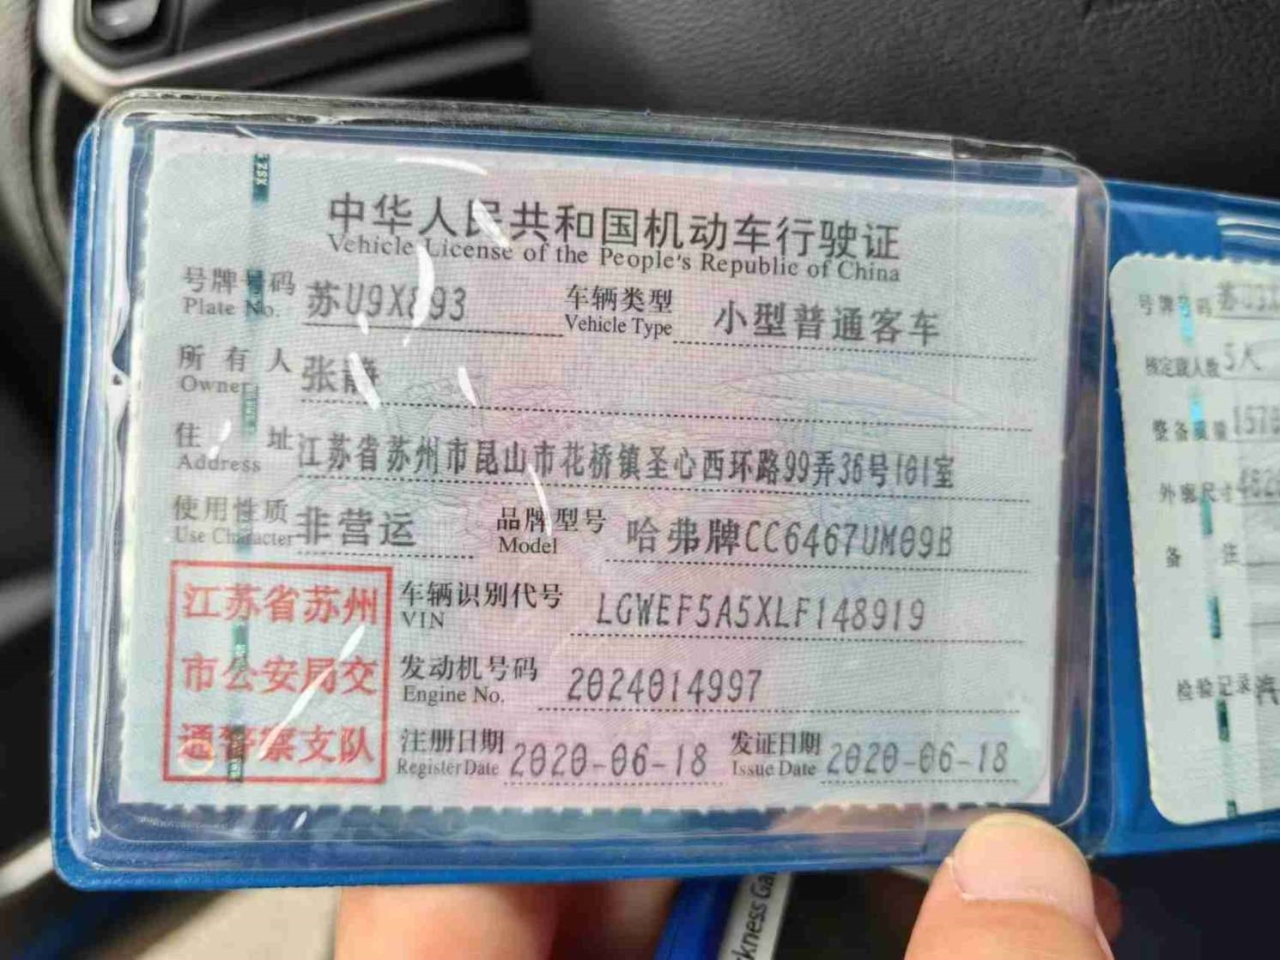 中华人民共和国机动车行驶证
Vehicle License of the People's Republic of China
号牌号码 苏U9X893 车辆类型 小型普通客车
Plate No. Vehicle Type
所有人 张静
Owner
住址 江苏省苏州市昆山市花桥镇圣心西环路99弄36号101室
Address
使用性质 非营运 品牌型号 哈弗牌CC6467UM09B
Use Character Model
江苏省苏州
市公安局交
通警察支队
车辆识别代号 LGWEF5A5XLF148919
VIN
发动机号码 2024014997
Engine No.
注册日期 2020-06-18 发证日期 2020-06-18
Register Date Issue Date
号牌号码
核定载人数 5人
整备质量
外廓尺寸
备注
检验记录